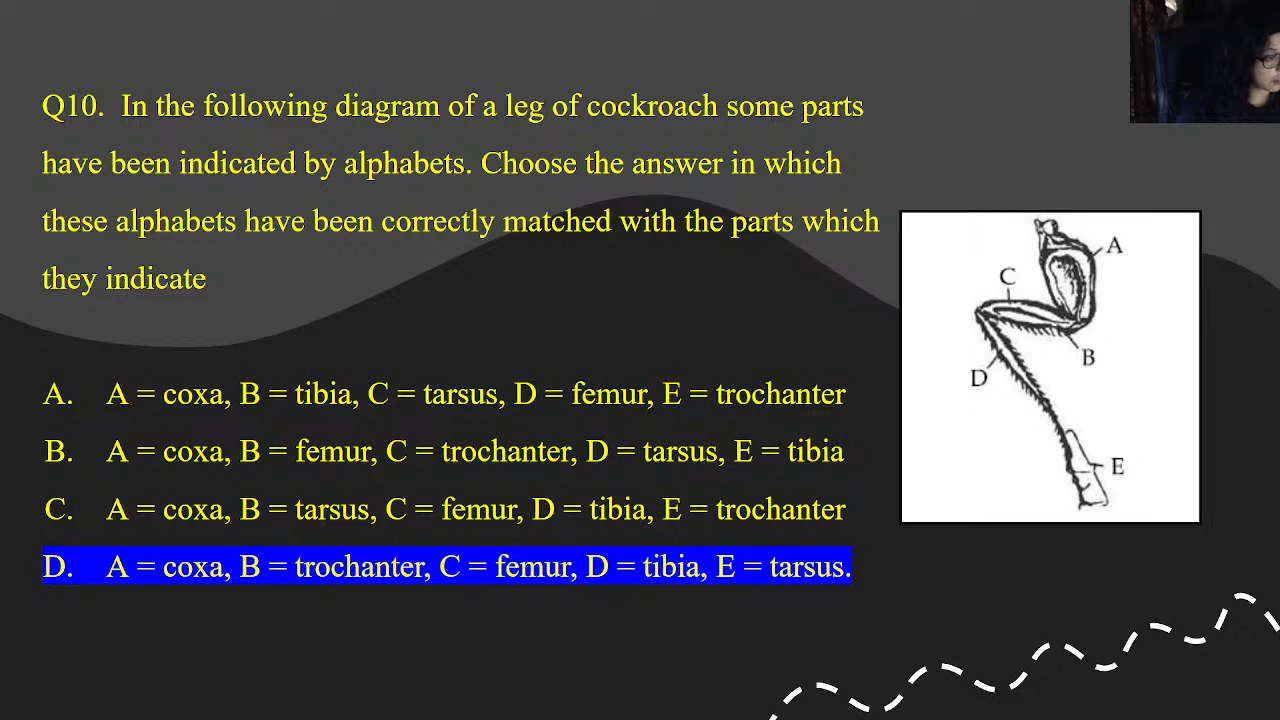 Q10. In the following diagram of a leg of cockroach some parts
have been indicated by alphabets. Choose the answer in which
these alphabets have been correctly matched with the parts which
they indicate
A. A = coxa, B = tibia, C = tarsus, D = femur, E = trochanter
B. A = coxa, B = femur, C = trochanter, D = tarsus, E = tibia
C. A = coxa, B = tarsus, C = femur, D = tibia, E = trochanter
D. A = coxa, B = trochanter, C = femur, D = tibia, E = tarsus.
A
C
B
D
E